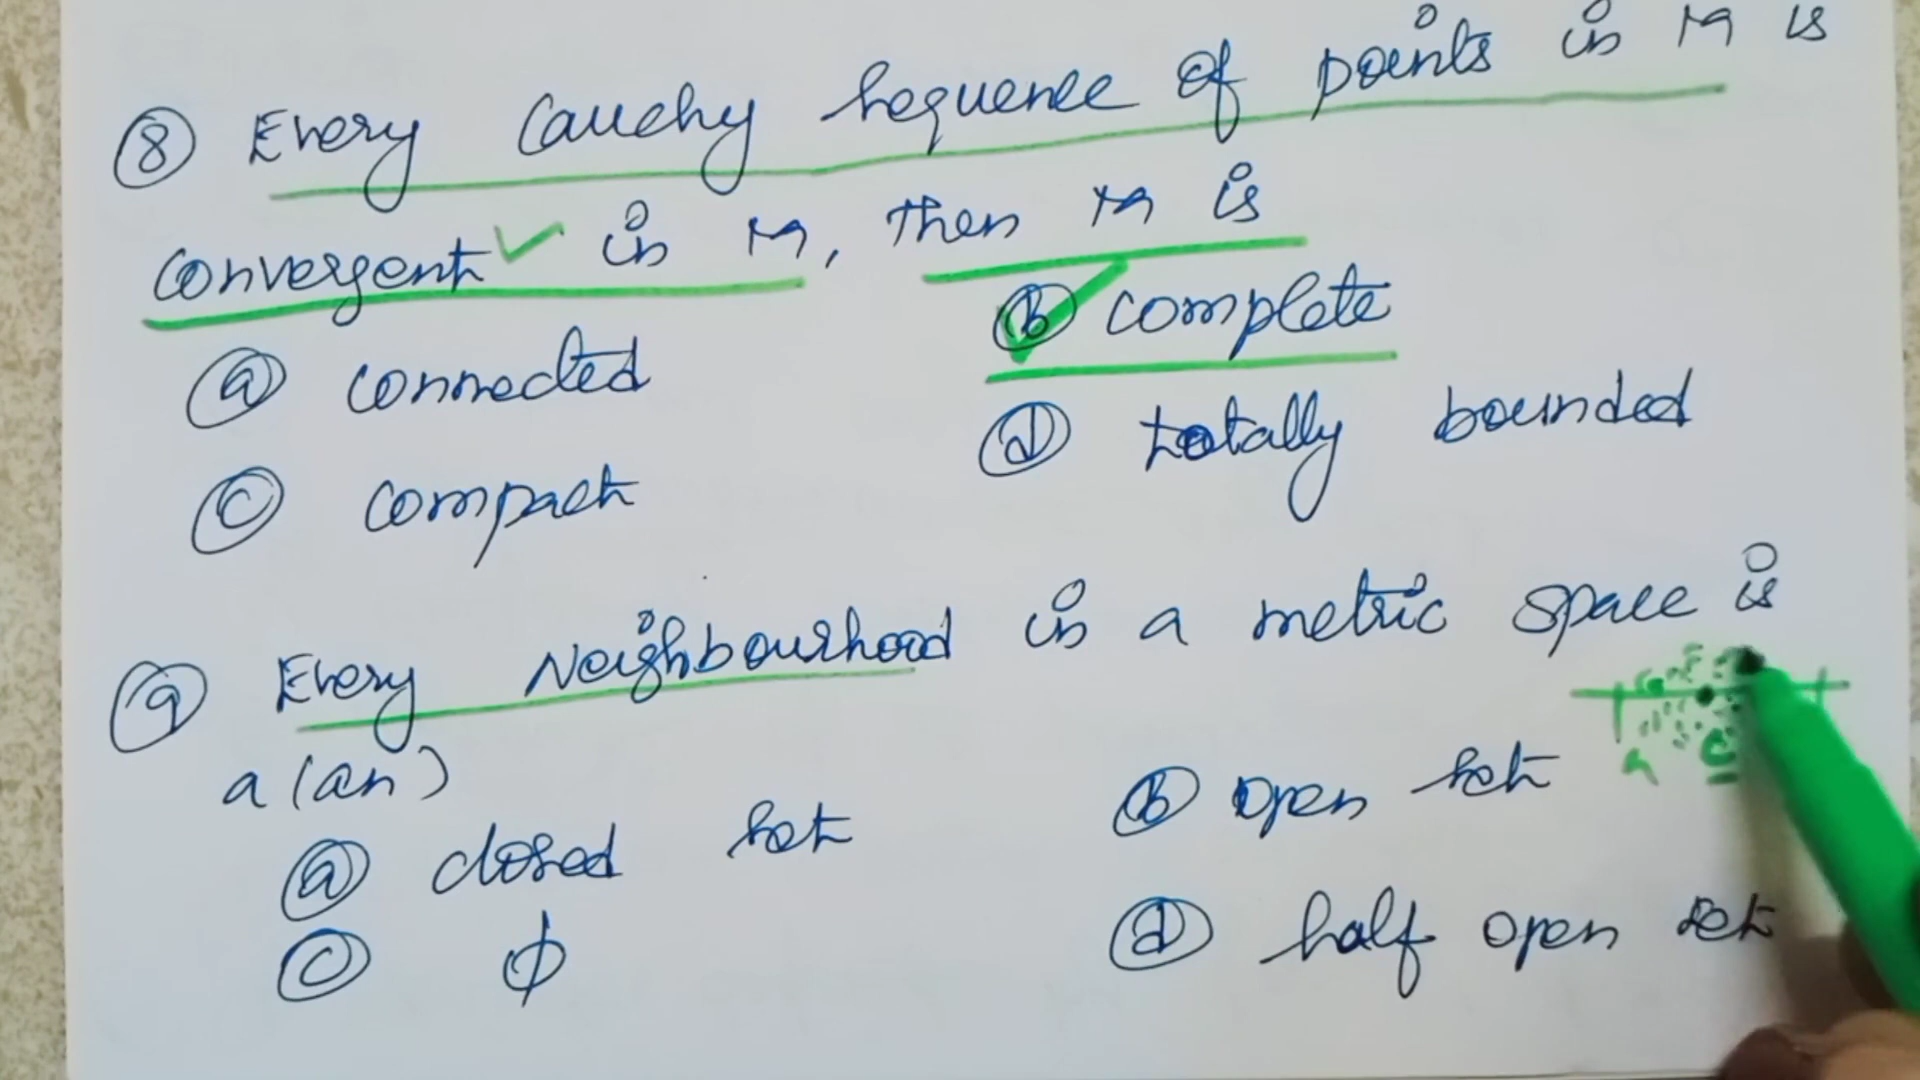 ⑧ Every Cauchy sequence of points in M is
convergent ✓ in M, then M is
ⓐ connected ⓑ complete
ⓒ compact ⓓ totally bounded
⑨ Every Neighbourhood in a metric space is
a (an)
ⓐ closed set ⓑ open set
ⓒ φ ⓓ half open set